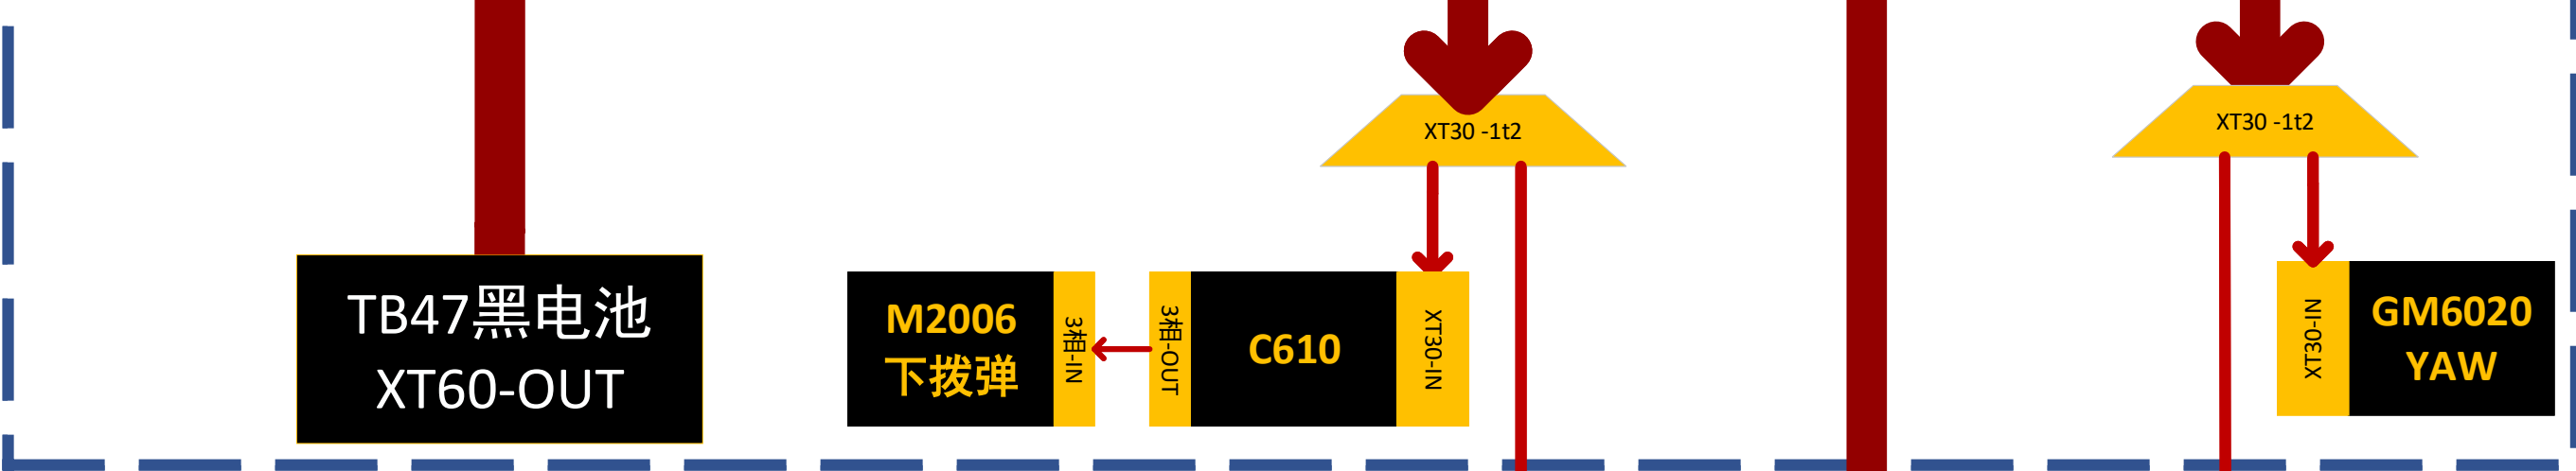 XT30 -1t2
XT30 -1t2
TB47黑电池
XT60-OUT
M2006
下拨弹
3相-IN
3相-OUT
C610
XT30-IN
XT30-IN
GM6020
YAW